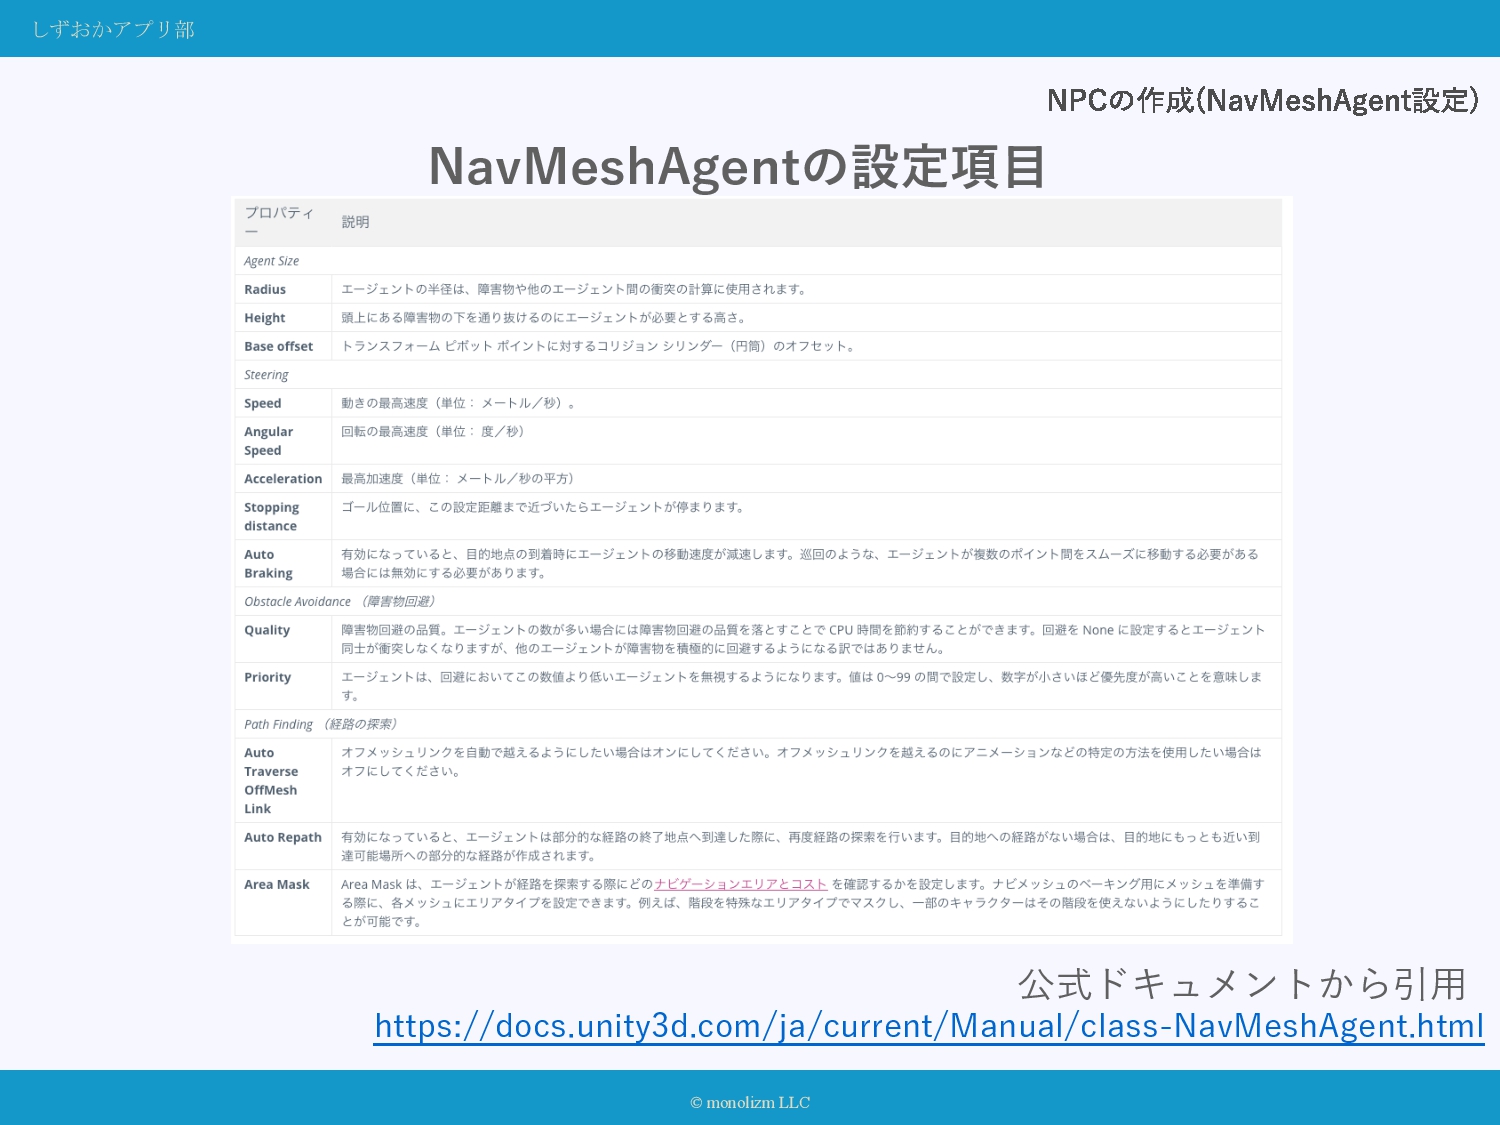 しずおかアプリ部
NPCの作成(NavMeshAgent設定)
NavMeshAgentの設定項目
プロパティ
ー
説明
Agent Size
Radius エージェントの半径は、障害物や他のエージェント間の衝突の計算に使用されます。
Height 頭上にある障害物の下を通り抜けるのにエージェントが必要とする高さ。
Base offset トランスフォーム ピボット ポイントに対するコリジョン シリンダー（円筒）のオフセット。
Steering
Speed 動きの最高速度（単位： メートル／秒）。
Angular
Speed
回転の最高速度（単位： 度／秒）
Acceleration 最高加速度（単位： メートル／秒の平方）
Stopping
distance
ゴール位置に、この設定距離まで近づいたらエージェントが停まります。
Auto
Braking
有効になっていると、目的地点の到着時にエージェントの移動速度が減速します。巡回のような、エージェントが複数のポイント間をスムーズに移動する必要がある
場合には無効にする必要があります。
Obstacle Avoidance （障害物回避）
Quality
障害物回避の品質。エージェントの数が多い場合には障害物回避の品質を落とすことで CPU 時間を節約することができます。回避を None に設定するとエージェント
同士が衝突しなくなりますが、他のエージェントが障害物を積極的に回避するようになる訳ではありません。
Priority
エージェントは、回避においてこの数値より低いエージェントを無視するようになります。値は 0〜99 の間で設定し、数字が小さいほど優先度が高いことを意味しま
す。
Path Finding （経路の探索）
Auto
Traverse
OffMesh
Link
オフメッシュリンクを自動で越えるようにしたい場合はオンにしてください。オフメッシュリンクを越えるのにアニメーションなどの特定の方法を使用したい場合は
オフにしてください。
Auto Repath
有効になっていると、エージェントは部分的な経路の終了地点へ到達した際に、再度経路の探索を行います。目的地への経路がない場合は、目的地にもっとも近い到
達可能場所への部分的な経路が作成されます。
Area Mask
Area Mask は、エージェントが経路を探索する際にどのナビゲーションエリアとコスト を確認するかを設定します。ナビメッシュのベーキング用にメッシュを準備す
る際に、各メッシュにエリアタイプを設定できます。例えば、階段を特殊なエリアタイプでマスクし、一部のキャラクターはその階段を使えないようにしたりするこ
とが可能です。
公式ドキュメントから引用
https://docs.unity3d.com/ja/current/Manual/class-NavMeshAgent.html
© monolizm LLC